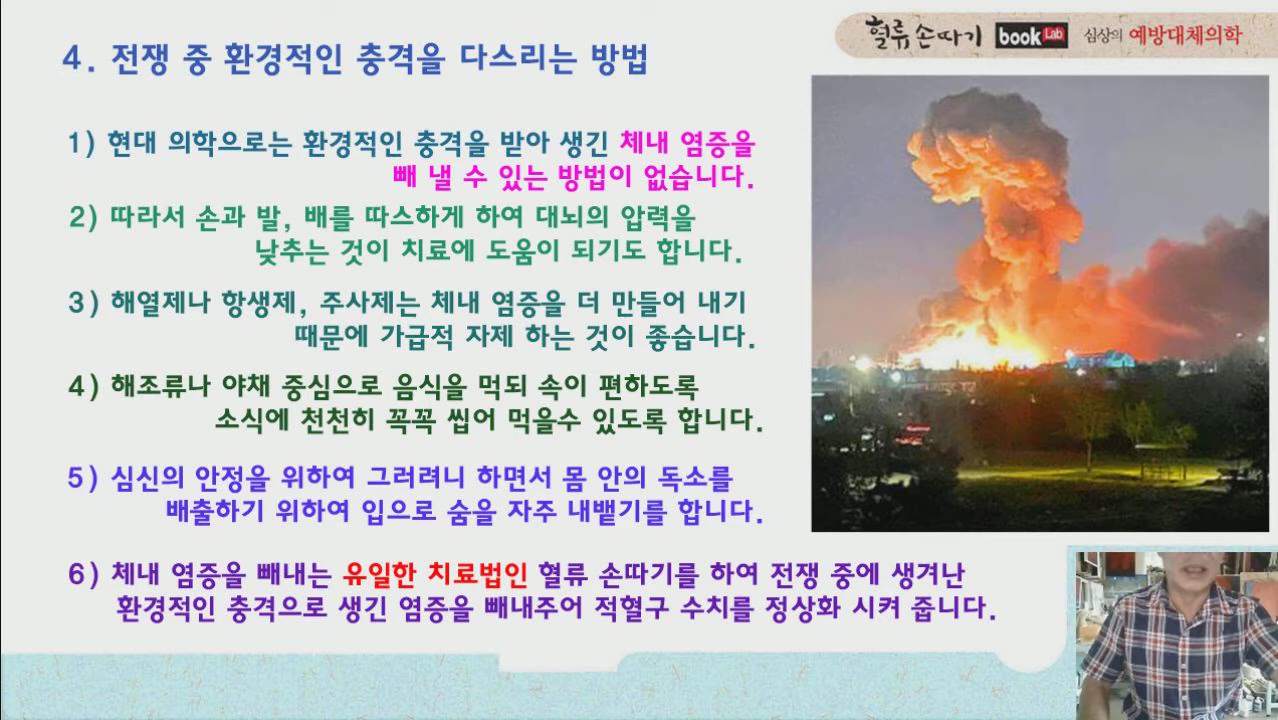 혈류 손따기 book Lab 심상의 예방대체의학
4. 전쟁 중 환경적인 충격을 다스리는 방법
1) 현대 의학으로는 환경적인 충격을 받아 생긴 체내 염증을
빼 낼 수 있는 방법이 없습니다.
2) 따라서 손과 발, 배를 따스하게 하여 대뇌의 압력을
낮추는 것이 치료에 도움이 되기도 합니다.
3) 해열제나 항생제, 주사제는 체내 염증을 더 만들어 내기
때문에 가급적 자제 하는 것이 좋습니다.
4) 해조류나 야채 중심으로 음식을 먹되 속이 편하도록
소식에 천천히 꼭꼭 씹어 먹을수 있도록 합니다.
5) 심신의 안정을 위하여 그러려니 하면서 몸 안의 독소를
배출하기 위하여 입으로 숨을 자주 내뱉기를 합니다.
6) 체내 염증을 빼내는 유일한 치료법인 혈류 손따기를 하여 전쟁 중에 생겨난
환경적인 충격으로 생긴 염증을 빼내주어 적혈구 수치를 정상화 시켜 줍니다.